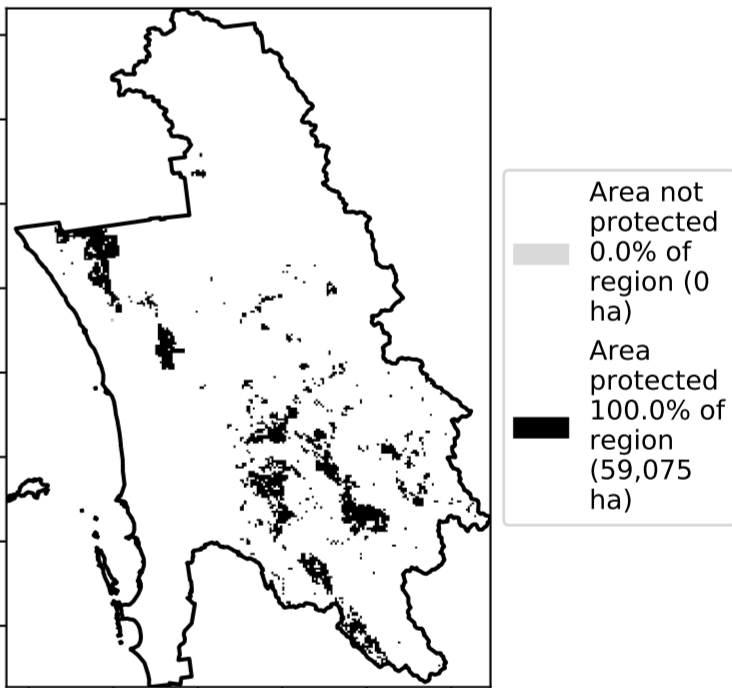 Area not
protected
0.0% of
region (0
ha)
Area
protected
100.0% of
region
(59,075
ha)